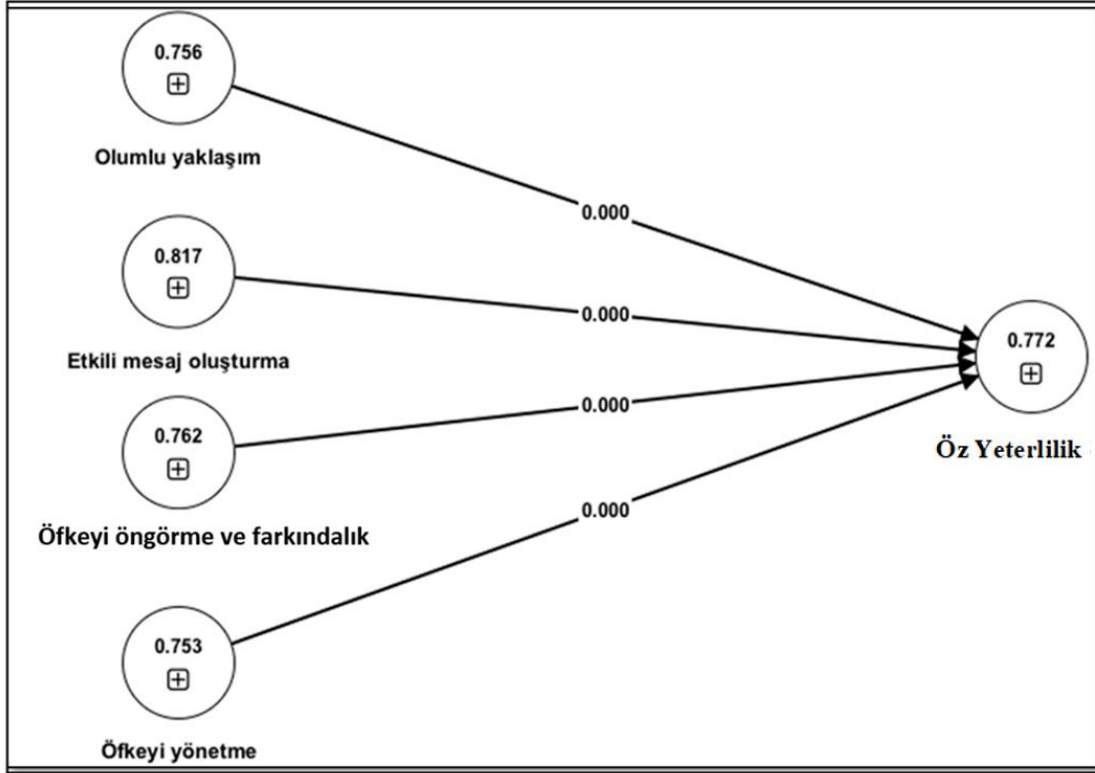 0.756
Olumlu yaklaşım
0.000
0.817
Etkili mesaj oluşturma
0.000
0.772
Öz Yeterlilik
0.762
Öfkeyi öngörme ve farkındalık
0.000
0.753
Öfkeyi yönetme
0.000